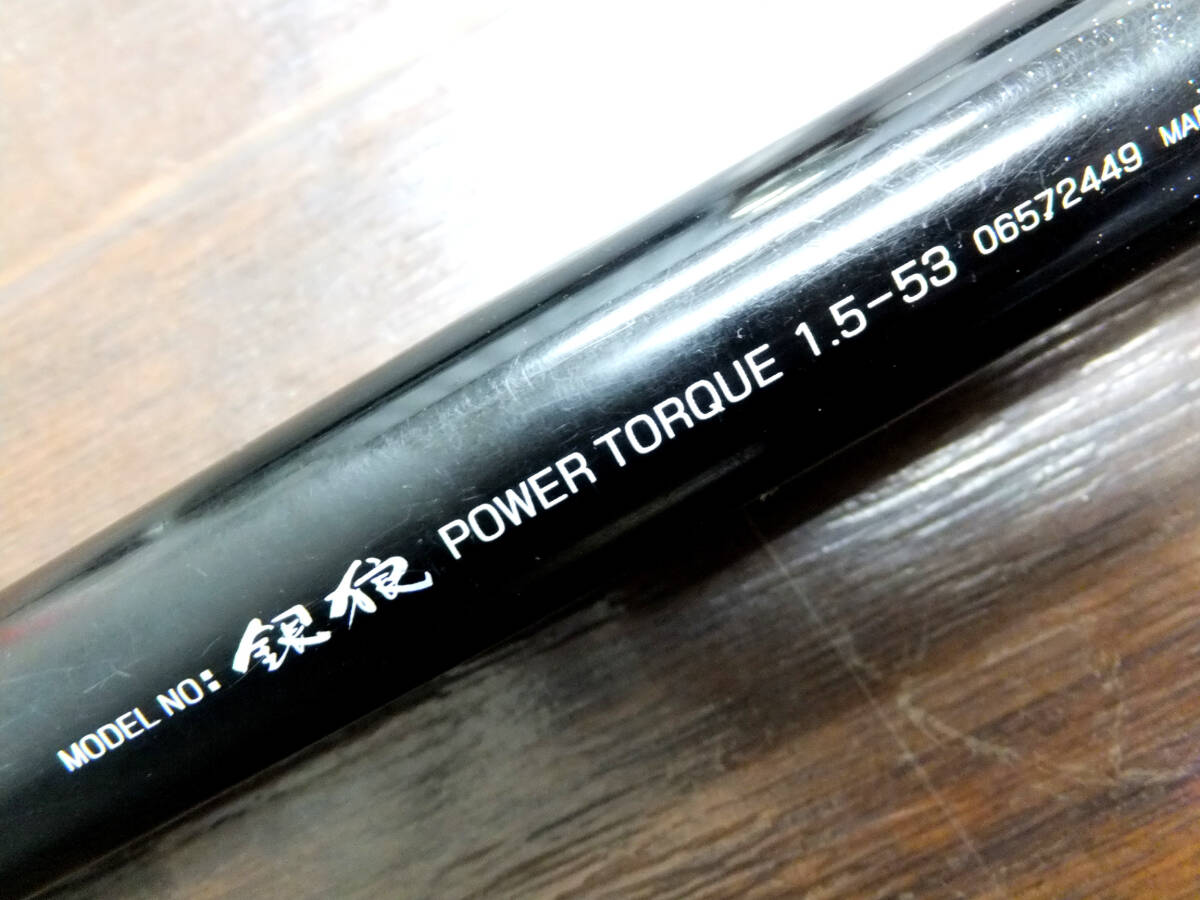 MODEL NO: 銀狼 POWER TORQUE 1.5-53 06572449